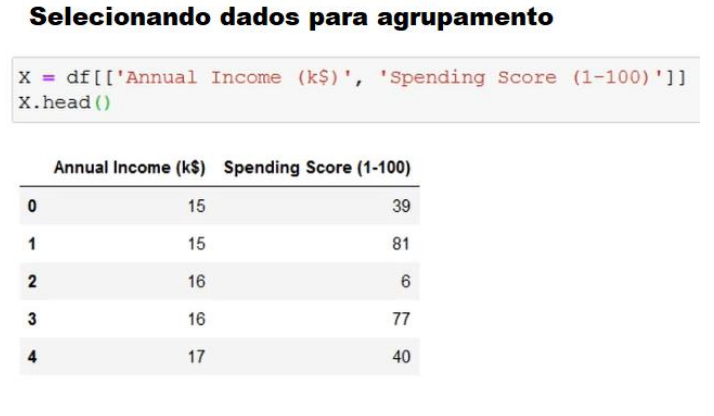 Selecionando dados para agrupamento
X = df[['Annual Income (k$)', 'Spending Score (1-100)']]
X.head()
Annual Income (k$) Spending Score (1-100)
0 15 39
1 15 81
2 16 6
3 16 77
4 17 40